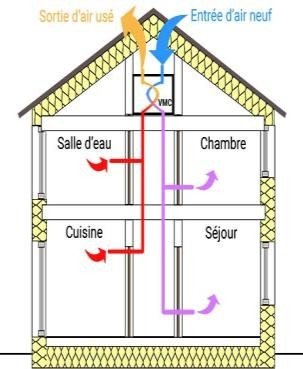 Sortie d'air usé
Entrée d'air neuf
VMC
Salle d'eau
Chambre
Cuisine
Séjour